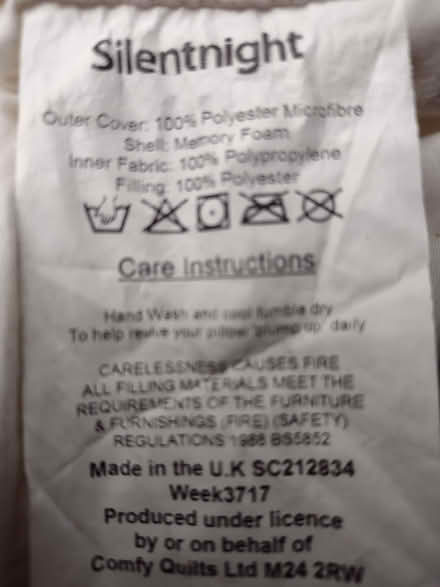 Silentnight
Outer Cover: 100% Polyester Microfibre
Shell: Memory Foam
Inner Fabric: 100% Polypropylene
Filling: 100% Polyester
Care Instructions
Hand Wash and cool tumble dry
To help revive your pillow 'plump up' daily
CARELESSNESS CAUSES FIRE
ALL FILLING MATERIALS MEET THE
REQUIREMENTS OF THE FURNITURE
& FURNISHINGS (FIRE) (SAFETY)
REGULATIONS 1988 BS5852
Made in the U.K SC212834
Week3717
Produced under licence
by or on behalf of
Comfy Quilts Ltd M24 2RW